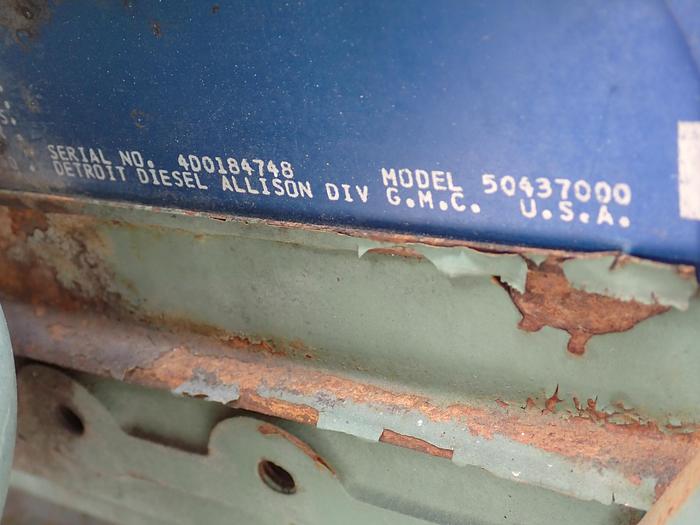 SERIAL NO. 4D0184748 MODEL 50437000
DETROIT DIESEL ALLISON DIV G.M.C. U.S.A.